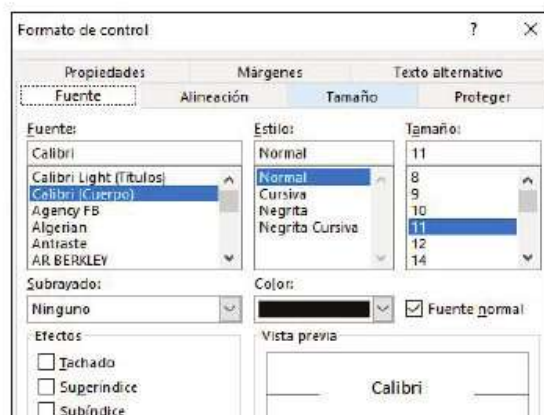 Formato de control ? X
Propiedades Márgenes Texto alternativo
Fuente Alineación Tamaño Proteger
Fuente: Estilo: Tamaño:
Calibri Normal 11
Calibri Light (Títulos) Normal 8
Calibri (Cuerpo) Cursiva 9
Agency FB Negrita 10
Algerian Negrita Cursiva 11
Antraste 12
AR BERKLEY 14
Subrayado: Color:
Ninguno Fuente normal
Efectos Vista previa
Tachado
Superíndice Calibri
Subíndice